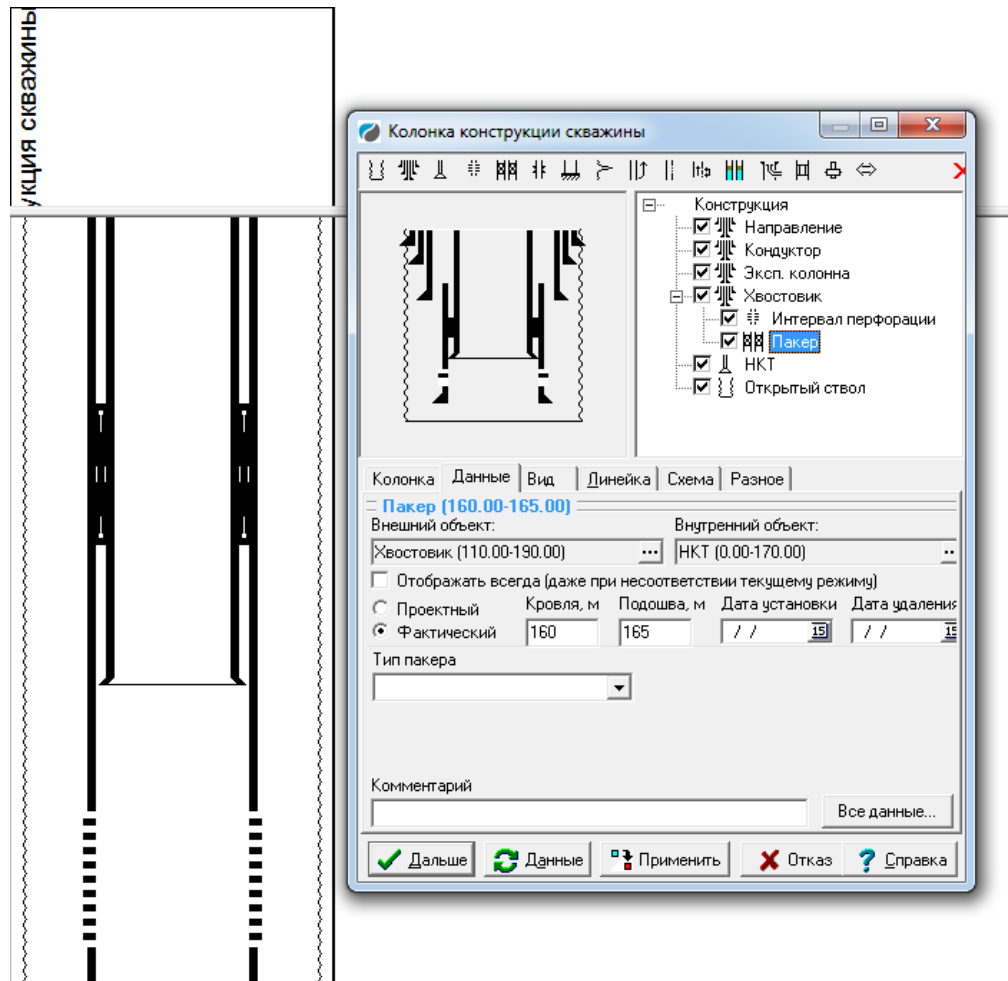 укция скважины
Колонка конструкции скважины
Конструкция
Направление
Кондуктор
Эксп. колонна
Хвостовик
Интервал перфорации
Пакер
НКТ
Открытый ствол
Колонка Данные Вид Линейка Схема Разное
Пакер (160.00-165.00)
Внешний объект: Внутренний объект:
Хвостовик (110.00-190.00) ... НКТ (0.00-170.00) ..
Отображать всегда (даже при несоответствии текущему режиму)
Проектный Кровля, м Подошва, м Дата установки Дата удаления
Фактический 160 165 / / 15 / / 15
Тип пакера
Комментарий
Все данные...
Дальше Данные Применить Отказ Справка